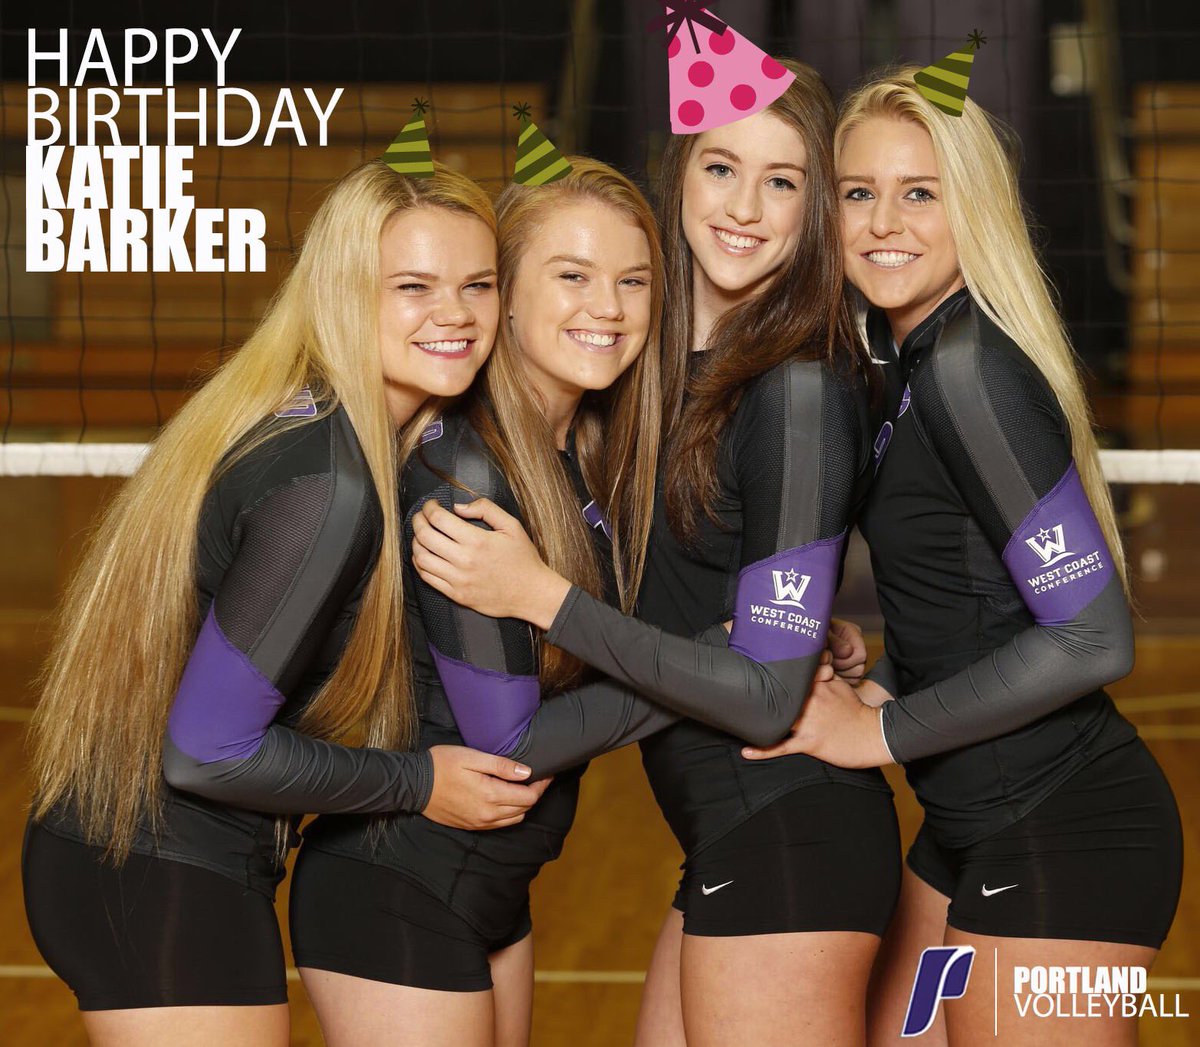 HAPPY
BIRTHDAY
KATIE
BARKER
WEST COAST
CONFERENCE
WEST COAST
CONFERENCE
PORTLAND
VOLLEYBALL